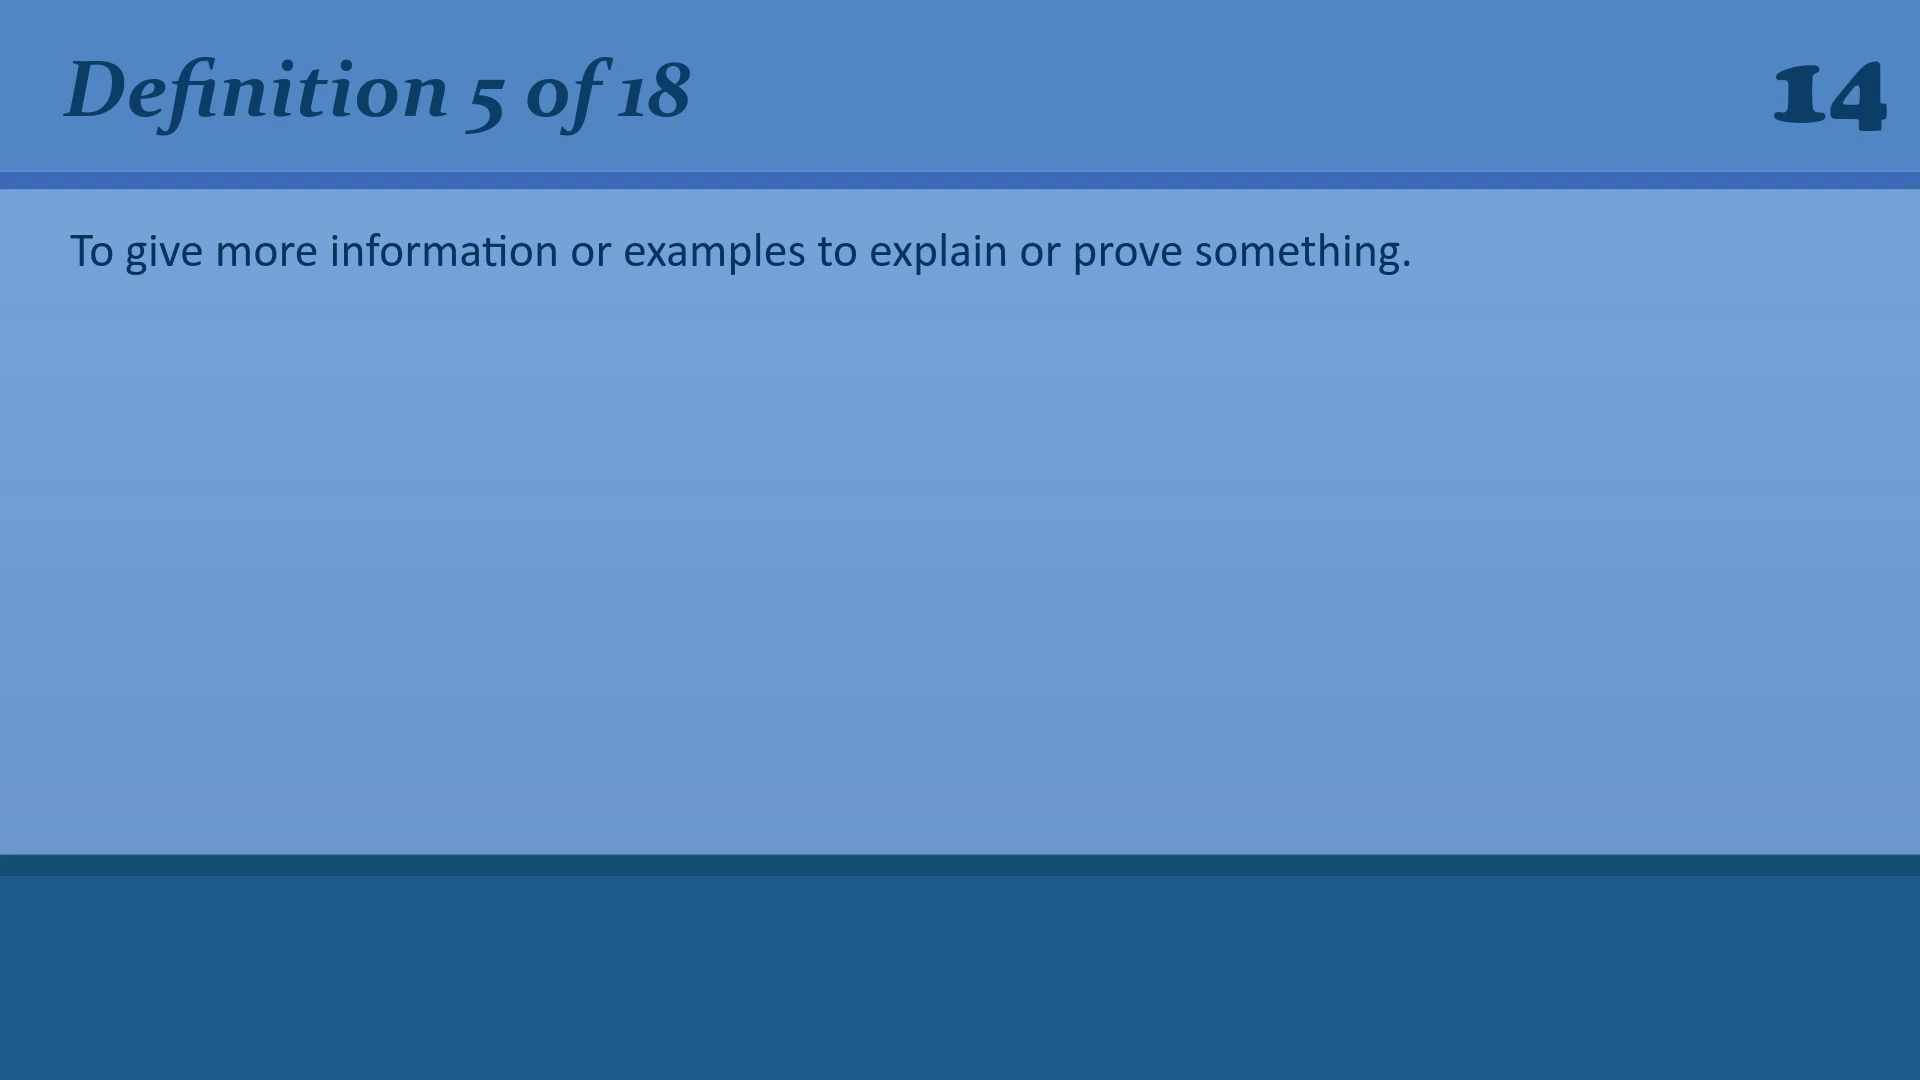 Definition 5 of 18
14
To give more information or examples to explain or prove something.